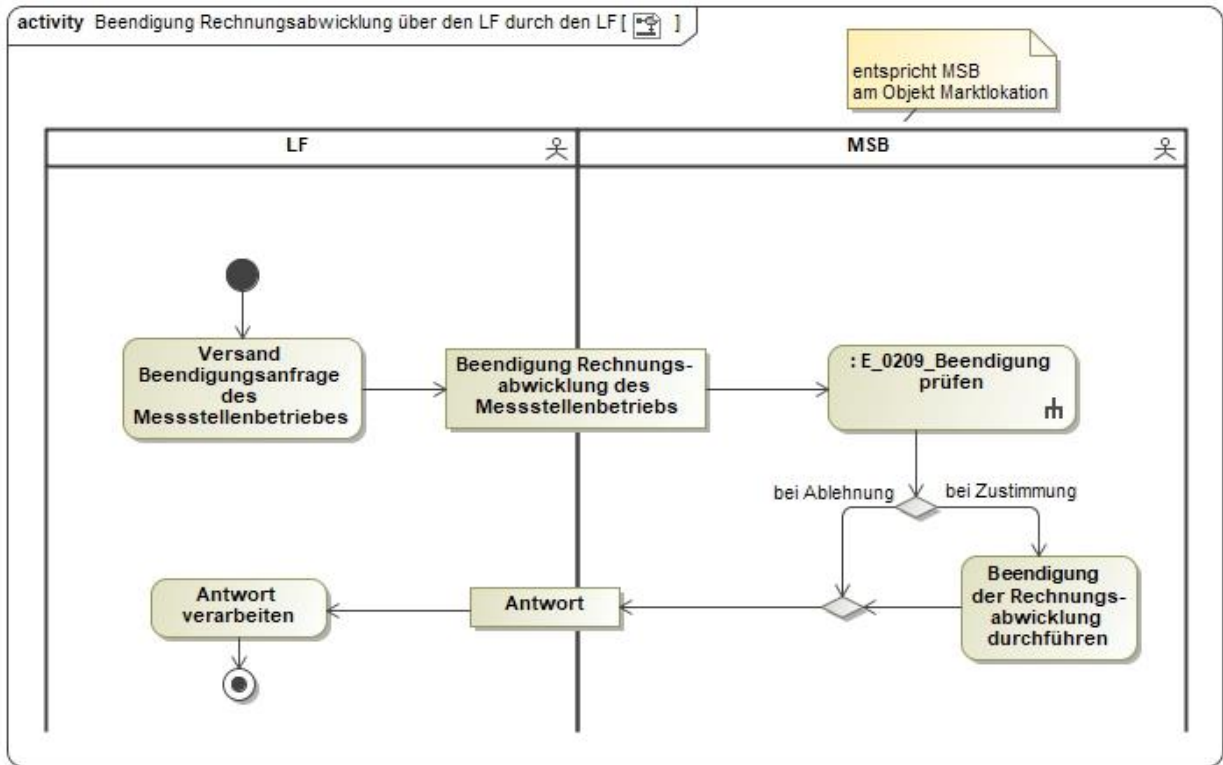 activity Beendigung Rechnungsabwicklung über den LF durch den LF [ ]
entspricht MSB
am Objekt Marktlokation
LF
MSB
Versand
Beendigungsanfrage
des
Messstellenbetriebes
Beendigung Rechnungs-
abwicklung des
Messstellenbetriebs
: E_0209_Beendigung
prüfen
bei Ablehnung
bei Zustimmung
Antwort
verarbeiten
Antwort
Beendigung
der Rechnungs-
abwicklung
durchführen